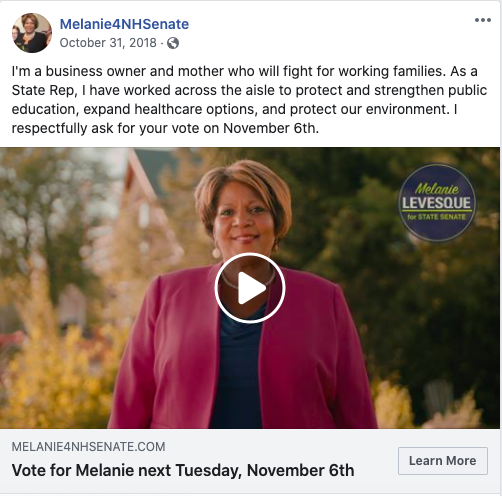 Melanie4NHSenate
October 31, 2018 ·
I'm a business owner and mother who will fight for working families. As a
State Rep, I have worked across the aisle to protect and strengthen public
education, expand healthcare options, and protect our environment. I
respectfully ask for your vote on November 6th.
Melanie
LEVESQUE
for STATE SENATE
MELANIE4NHSENATE.COM
Vote for Melanie next Tuesday, November 6th
Learn More